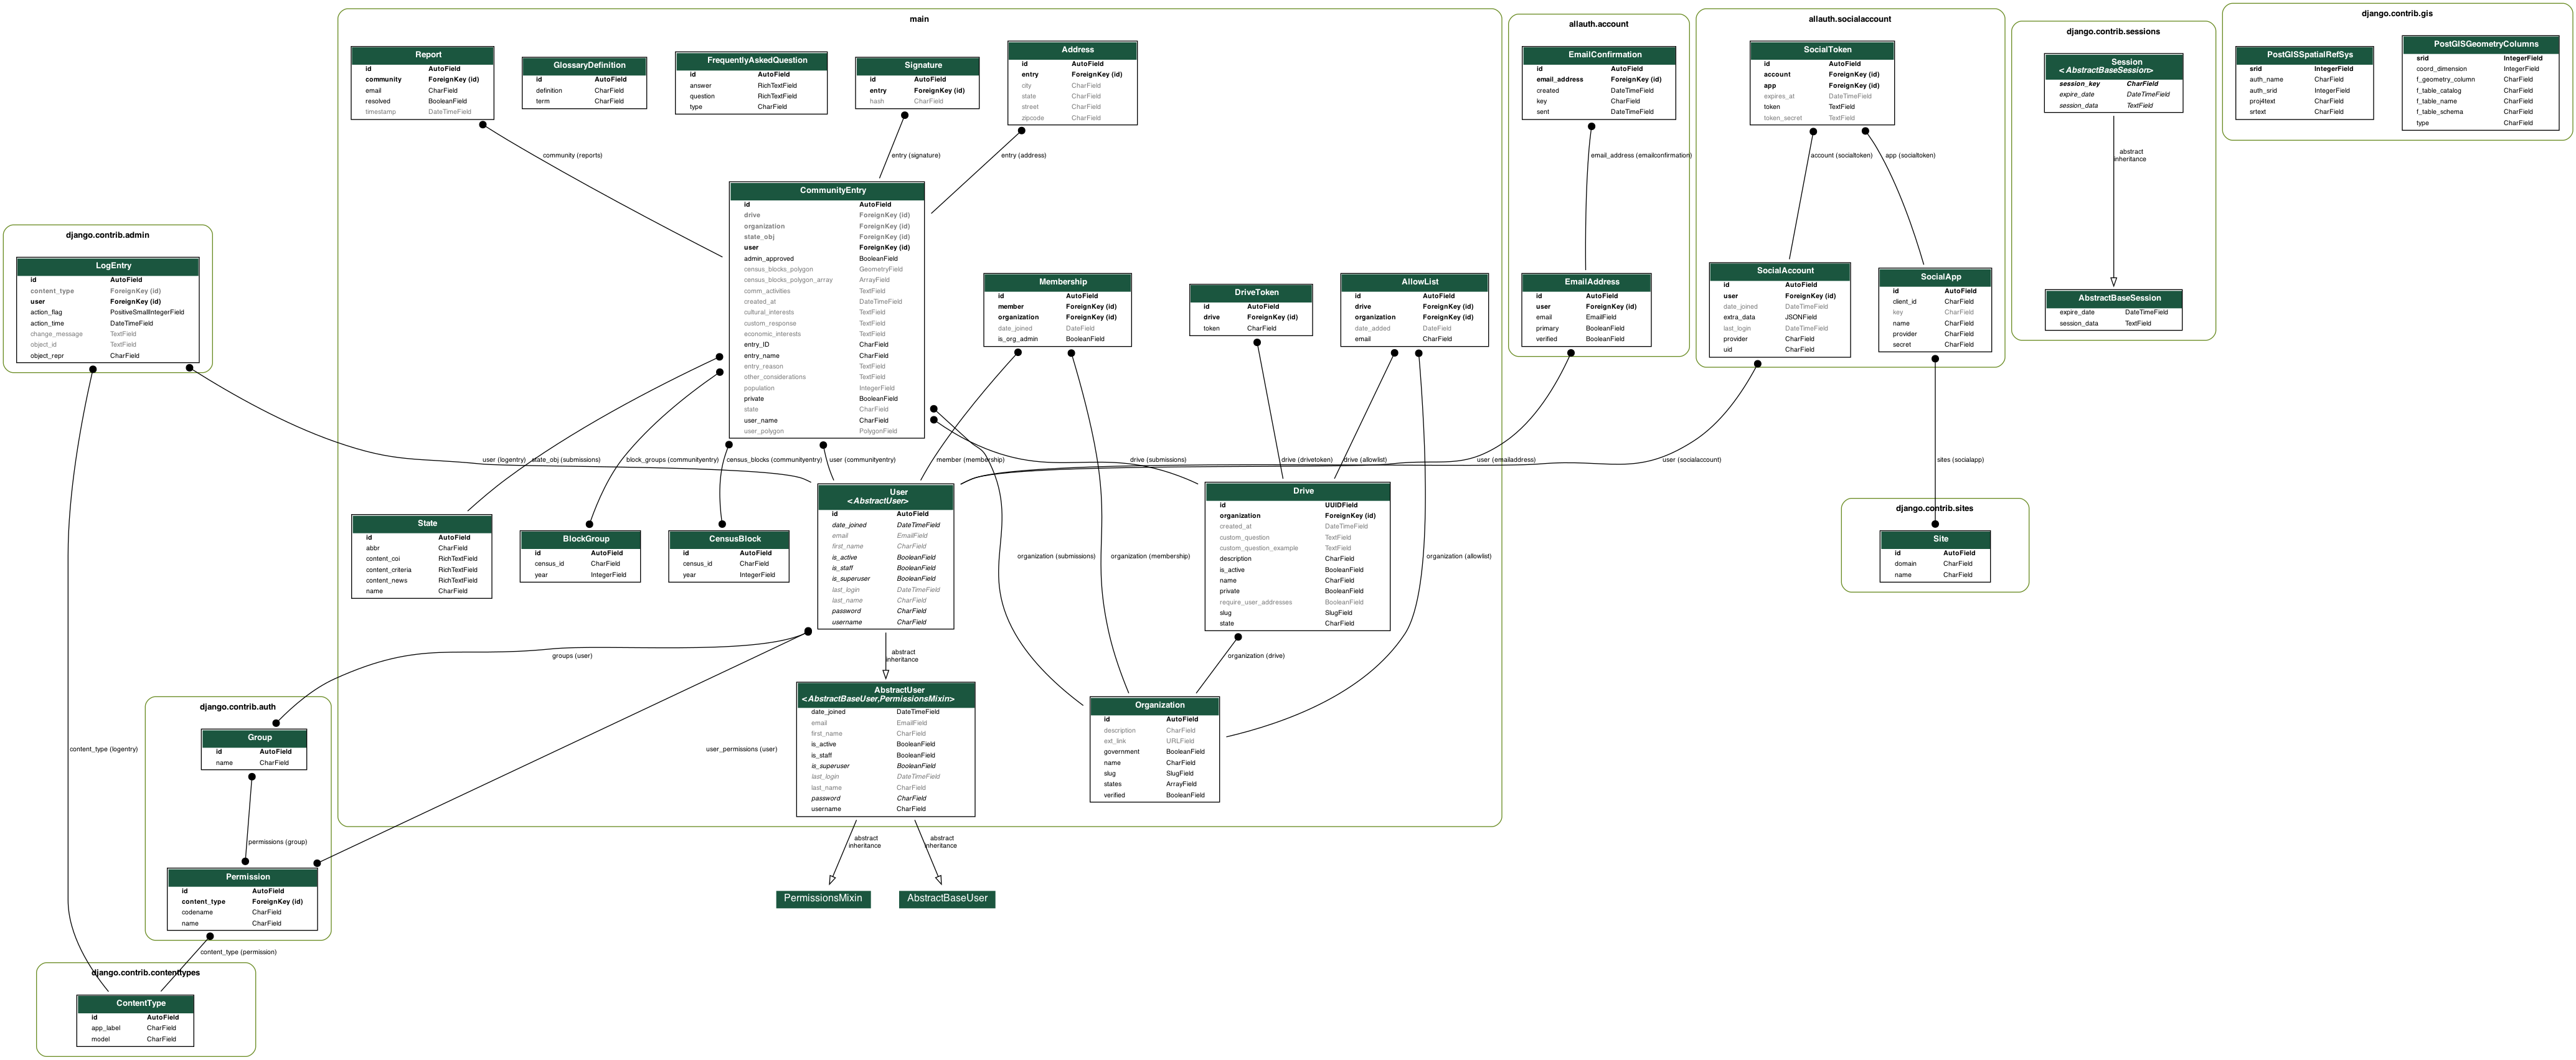 main
Report
id AutoField
community ForeignKey (id)
email CharField
resolved BooleanField
timestamp DateTimeField
GlossaryDefinition
id AutoField
definition CharField
term CharField
FrequentlyAskedQuestion
id AutoField
answer RichTextField
question RichTextField
type CharField
Signature
id AutoField
entry ForeignKey (id)
hash CharField
Address
id AutoField
entry ForeignKey (id)
city CharField
state CharField
street CharField
zipcode CharField
community (reports)
entry (signature)
entry (address)
CommunityEntry
id AutoField
drive ForeignKey (id)
organization ForeignKey (id)
state_obj ForeignKey (id)
user ForeignKey (id)
admin_approved BooleanField
census_blocks_polygon GeometryField
census_blocks_polygon_array ArrayField
comm_activities TextField
created_at DateTimeField
cultural_interests TextField
custom_response TextField
economic_interests TextField
entry_ID CharField
entry_name CharField
entry_reason TextField
other_considerations TextField
population IntegerField
private BooleanField
state CharField
user_name CharField
user_polygon PolygonField
Membership
id AutoField
member ForeignKey (id)
organization ForeignKey (id)
date_joined DateField
is_org_admin BooleanField
DriveToken
id AutoField
drive ForeignKey (id)
token CharField
AllowList
id AutoField
drive ForeignKey (id)
organization ForeignKey (id)
date_added DateField
email CharField
user (logentry)
state_obj (submissions)
block_groups (communityentry)
census_blocks (communityentry)
user (communityentry)
member (membership)
drive (submissions)
drive (drivetoken)
drive (allowlist)
user (emailaddress)
user (socialaccount)
State
id AutoField
abbr CharField
content_coi RichTextField
content_criteria RichTextField
content_news RichTextField
name CharField
BlockGroup
id AutoField
census_id CharField
year IntegerField
CensusBlock
id AutoField
census_id CharField
year IntegerField
User
<AbstractUser>
id AutoField
date_joined DateTimeField
email EmailField
first_name CharField
is_active BooleanField
is_staff BooleanField
is_superuser BooleanField
last_login DateTimeField
last_name CharField
password CharField
username CharField
Drive
id UUIDField
organization ForeignKey (id)
created_at DateTimeField
custom_question TextField
custom_question_example TextField
description CharField
is_active BooleanField
name CharField
private BooleanField
require_user_addresses BooleanField
slug SlugField
state CharField
organization (submissions)
organization (membership)
organization (allowlist)
groups (user)
abstract
inheritance
organization (drive)
user_permissions (user)
AbstractUser
<AbstractBaseUser,PermissionsMixin>
date_joined DateTimeField
email EmailField
first_name CharField
is_active BooleanField
is_staff BooleanField
is_superuser BooleanField
last_login DateTimeField
last_name CharField
password CharField
username CharField
Organization
id AutoField
description CharField
ext_link URLField
government BooleanField
name CharField
slug SlugField
states ArrayField
verified BooleanField
abstract
inheritance
abstract
inheritance
PermissionsMixin
AbstractBaseUser
django.contrib.admin
LogEntry
id AutoField
content_type ForeignKey (id)
user ForeignKey (id)
action_flag PositiveSmallIntegerField
action_time DateTimeField
change_message TextField
object_id TextField
object_repr CharField
content_type (logentry)
django.contrib.auth
Group
id AutoField
name CharField
permissions (group)
Permission
id AutoField
content_type ForeignKey (id)
codename CharField
name CharField
content_type (permission)
django.contrib.contenttypes
ContentType
id AutoField
app_label CharField
model CharField
allauth.account
EmailConfirmation
id AutoField
email_address ForeignKey (id)
created DateTimeField
key CharField
sent DateTimeField
email_address (emailconfirmation)
EmailAddress
id AutoField
user ForeignKey (id)
email EmailField
primary BooleanField
verified BooleanField
allauth.socialaccount
SocialToken
id AutoField
account ForeignKey (id)
app ForeignKey (id)
expires_at DateTimeField
token TextField
token_secret TextField
account (socialtoken)
app (socialtoken)
SocialAccount
id AutoField
user ForeignKey (id)
date_joined DateTimeField
extra_data JSONField
last_login DateTimeField
provider CharField
uid CharField
SocialApp
id AutoField
client_id CharField
key CharField
name CharField
provider CharField
secret CharField
sites (socialapp)
django.contrib.sites
Site
id AutoField
domain CharField
name CharField
django.contrib.sessions
Session
<AbstractBaseSession>
session_key CharField
expire_date DateTimeField
session_data TextField
abstract
inheritance
AbstractBaseSession
expire_date DateTimeField
session_data TextField
django.contrib.gis
PostGISSpatialRefSys
srid IntegerField
auth_name CharField
auth_srid IntegerField
proj4text CharField
srtext CharField
PostGISGeometryColumns
srid IntegerField
coord_dimension IntegerField
f_geometry_column CharField
f_table_catalog CharField
f_table_name CharField
f_table_schema CharField
type CharField